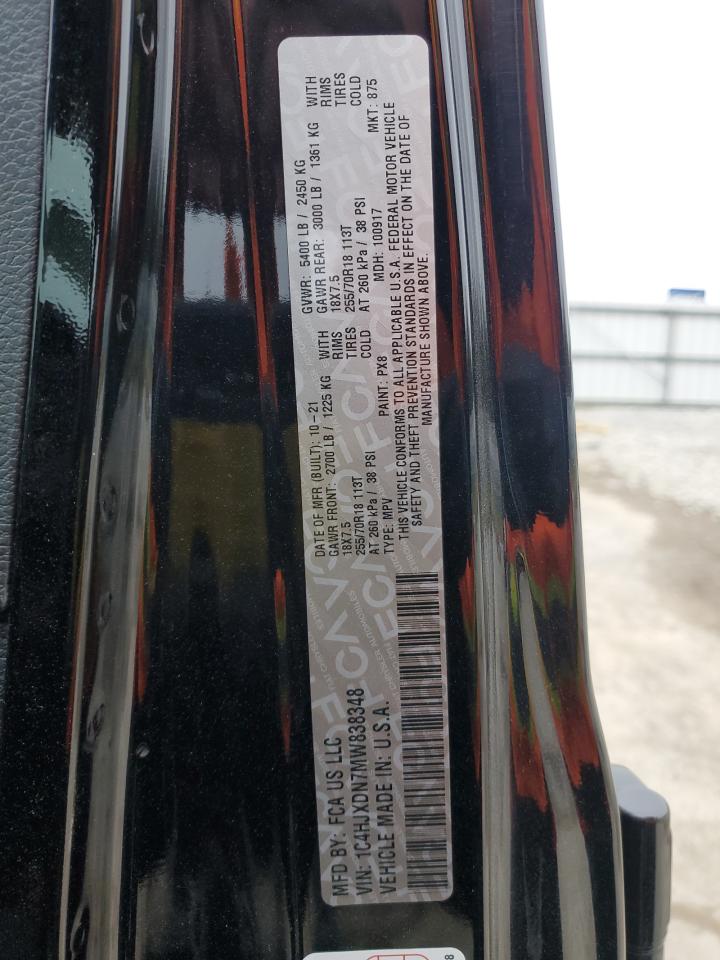 MFD BY: FCA US LLC
DATE OF MFR (BUILT): 10-21
GVWR: 5400 LB / 2450 KG
GAWR FRONT: 2700 LB / 1225 KG WITH
GAWR REAR: 3000 LB / 1361 KG WITH
18X7.5 RIMS
18X7.5 RIMS
255/70R18 113T TIRES
255/70R18 113T TIRES
AT 260 kPa / 38 PSI COLD
AT 260 kPa / 38 PSI COLD
VIN: 1C4HJXDN7MW838348
TYPE: MPV
PAINT: PX8
MDH: 100917
MKT: 875
VEHICLE MADE IN: U.S.A.
THIS VEHICLE CONFORMS TO ALL APPLICABLE U.S.A. FEDERAL MOTOR VEHICLE
SAFETY AND THEFT PREVENTION STANDARDS IN EFFECT ON THE DATE OF
MANUFACTURE SHOWN ABOVE.
FCA
FIAT CHRYSLER AUTOMOBILES